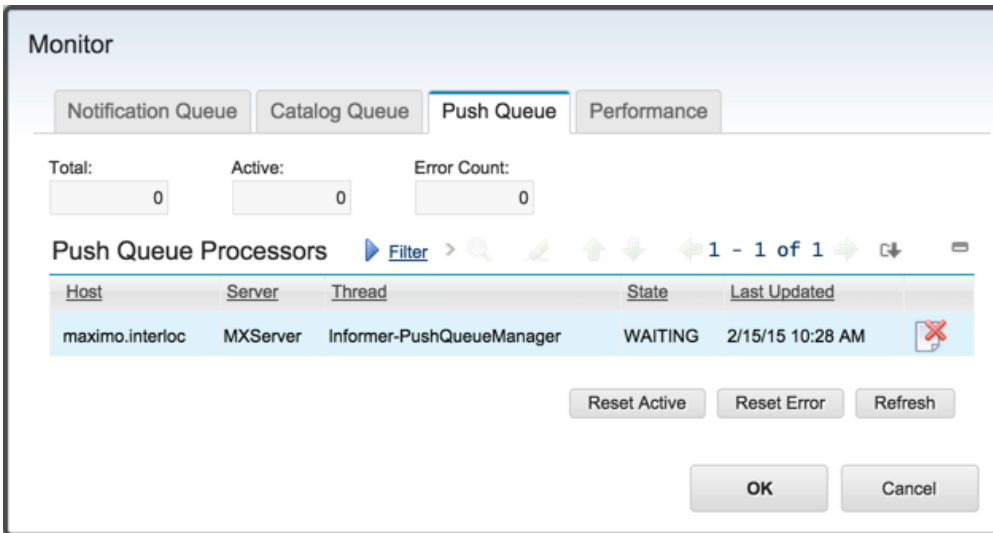 Monitor
Notification Queue Catalog Queue Push Queue Performance
Total: Active: Error Count:
0 0 0
Push Queue Processors Filter > 1 - 1 of 1
Host Server Thread State Last Updated
maximo.interloc MXServer Informer-PushQueueManager WAITING 2/15/15 10:28 AM
Reset Active Reset Error Refresh
OK Cancel